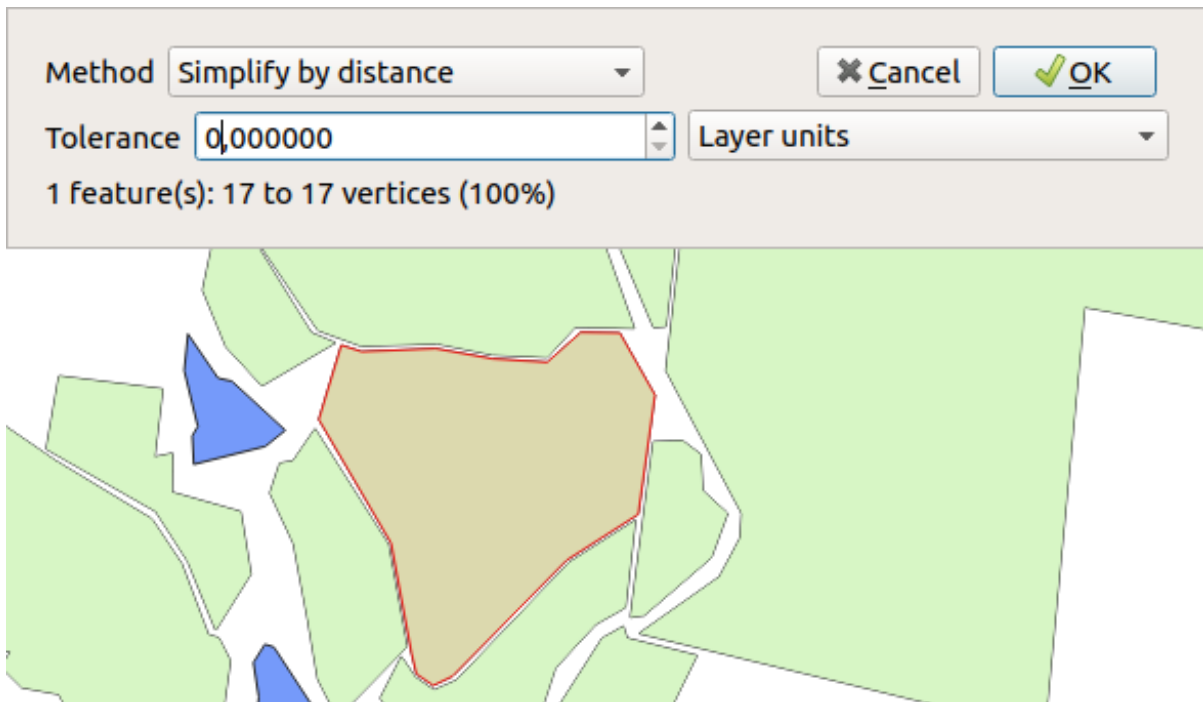 Method Simplify by distance Cancel OK
Tolerance 0,000000 Layer units
1 feature(s): 17 to 17 vertices (100%)